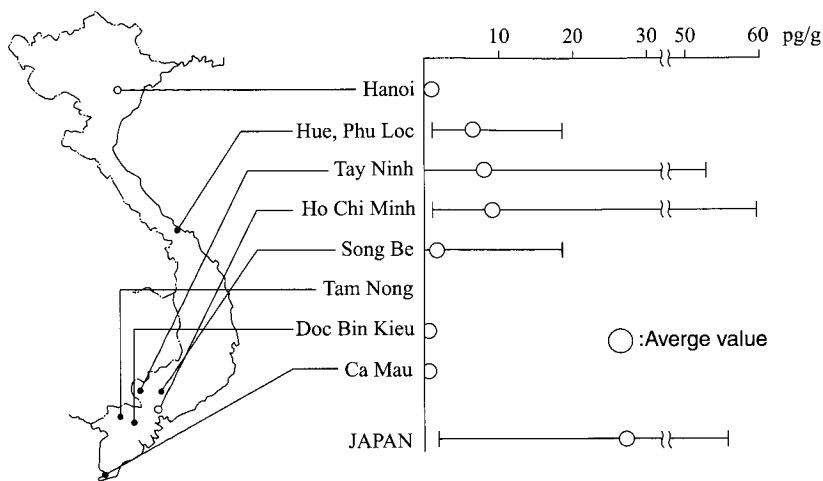 10 20 30 50 60 pg/g
Hanoi
Hue, Phu Loc
Tay Ninh
Ho Chi Minh
Song Be
Tam Nong
Doc Bin Kieu
:Averge value
Ca Mau
JAPAN